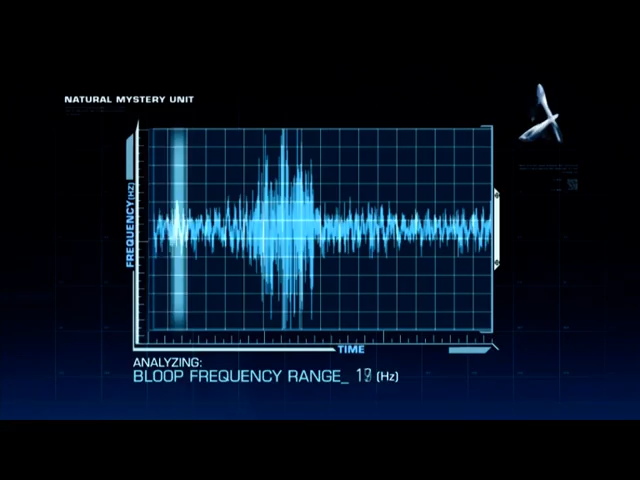 NATURAL MYSTERY UNIT
FREQUENCY(HZ)
TIME
ANALYZING:
BLOOP FREQUENCY RANGE_ (Hz)